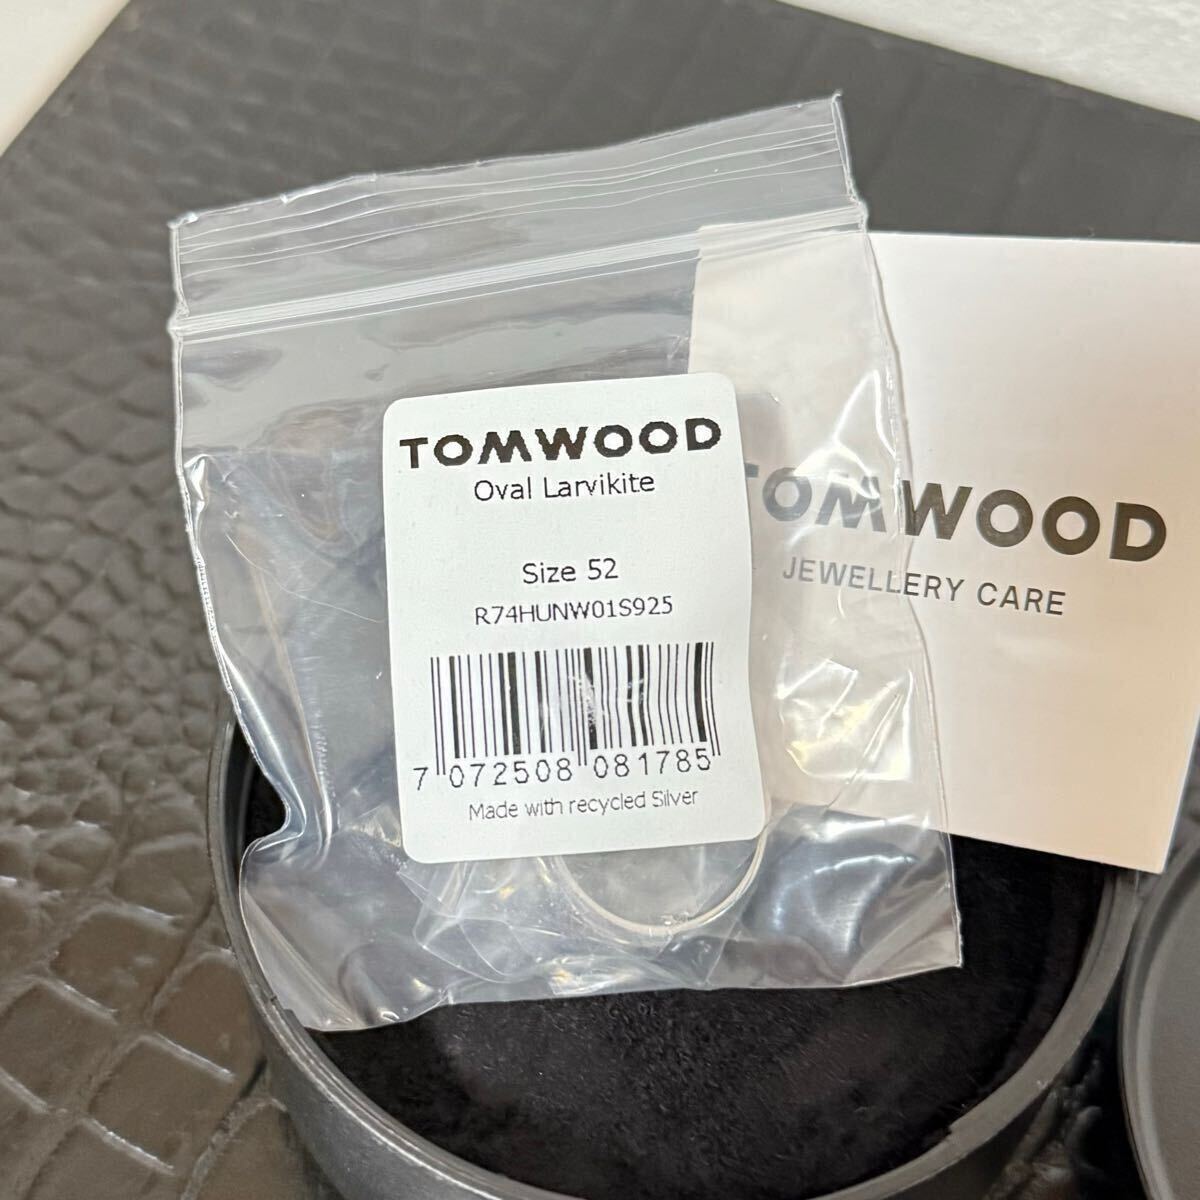 TOMWOOD
Oval Larvikite
Size 52
R74HUNW01S925
7 072508 081785
Made with recycled Silver
TOMWOOD
JEWELLERY CARE